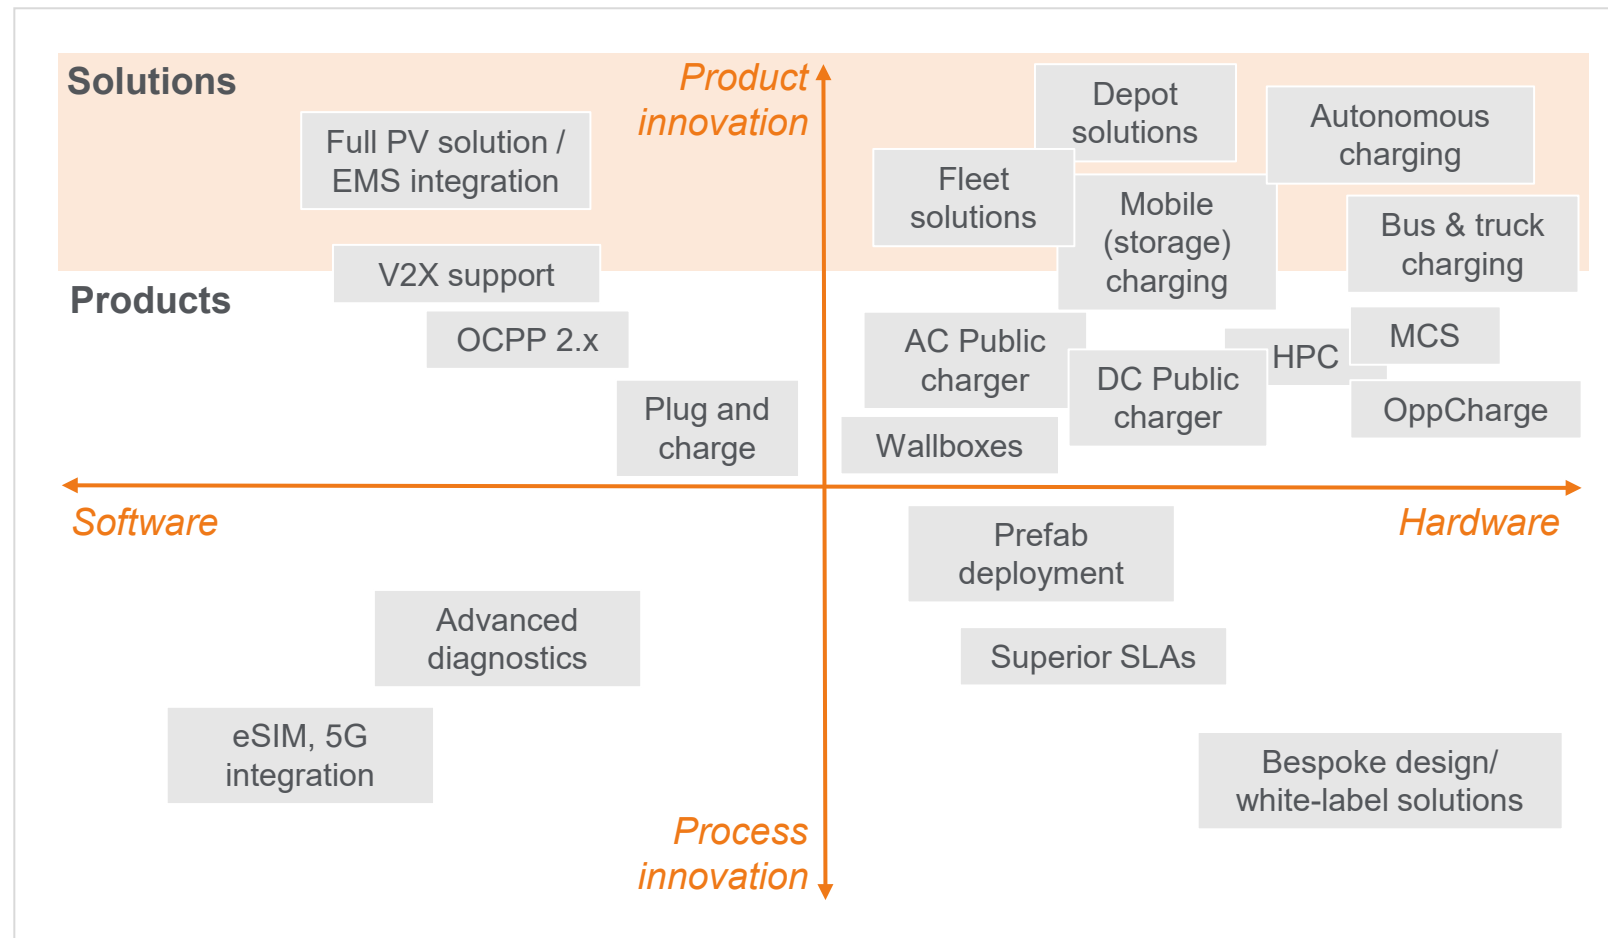 Solutions
Product
innovation
Full PV solution /
EMS integration
Depot
solutions
Autonomous
charging
Fleet
solutions
Mobile
(storage)
charging
Bus & truck
charging
V2X support
Products
OCPP 2.x
AC Public
charger
HPC
MCS
DC Public
charger
OppCharge
Plug and
charge
Wallboxes
Software
Hardware
Prefab
deployment
Advanced
diagnostics
Superior SLAs
eSIM, 5G
integration
Bespoke design/
white-label solutions
Process
innovation